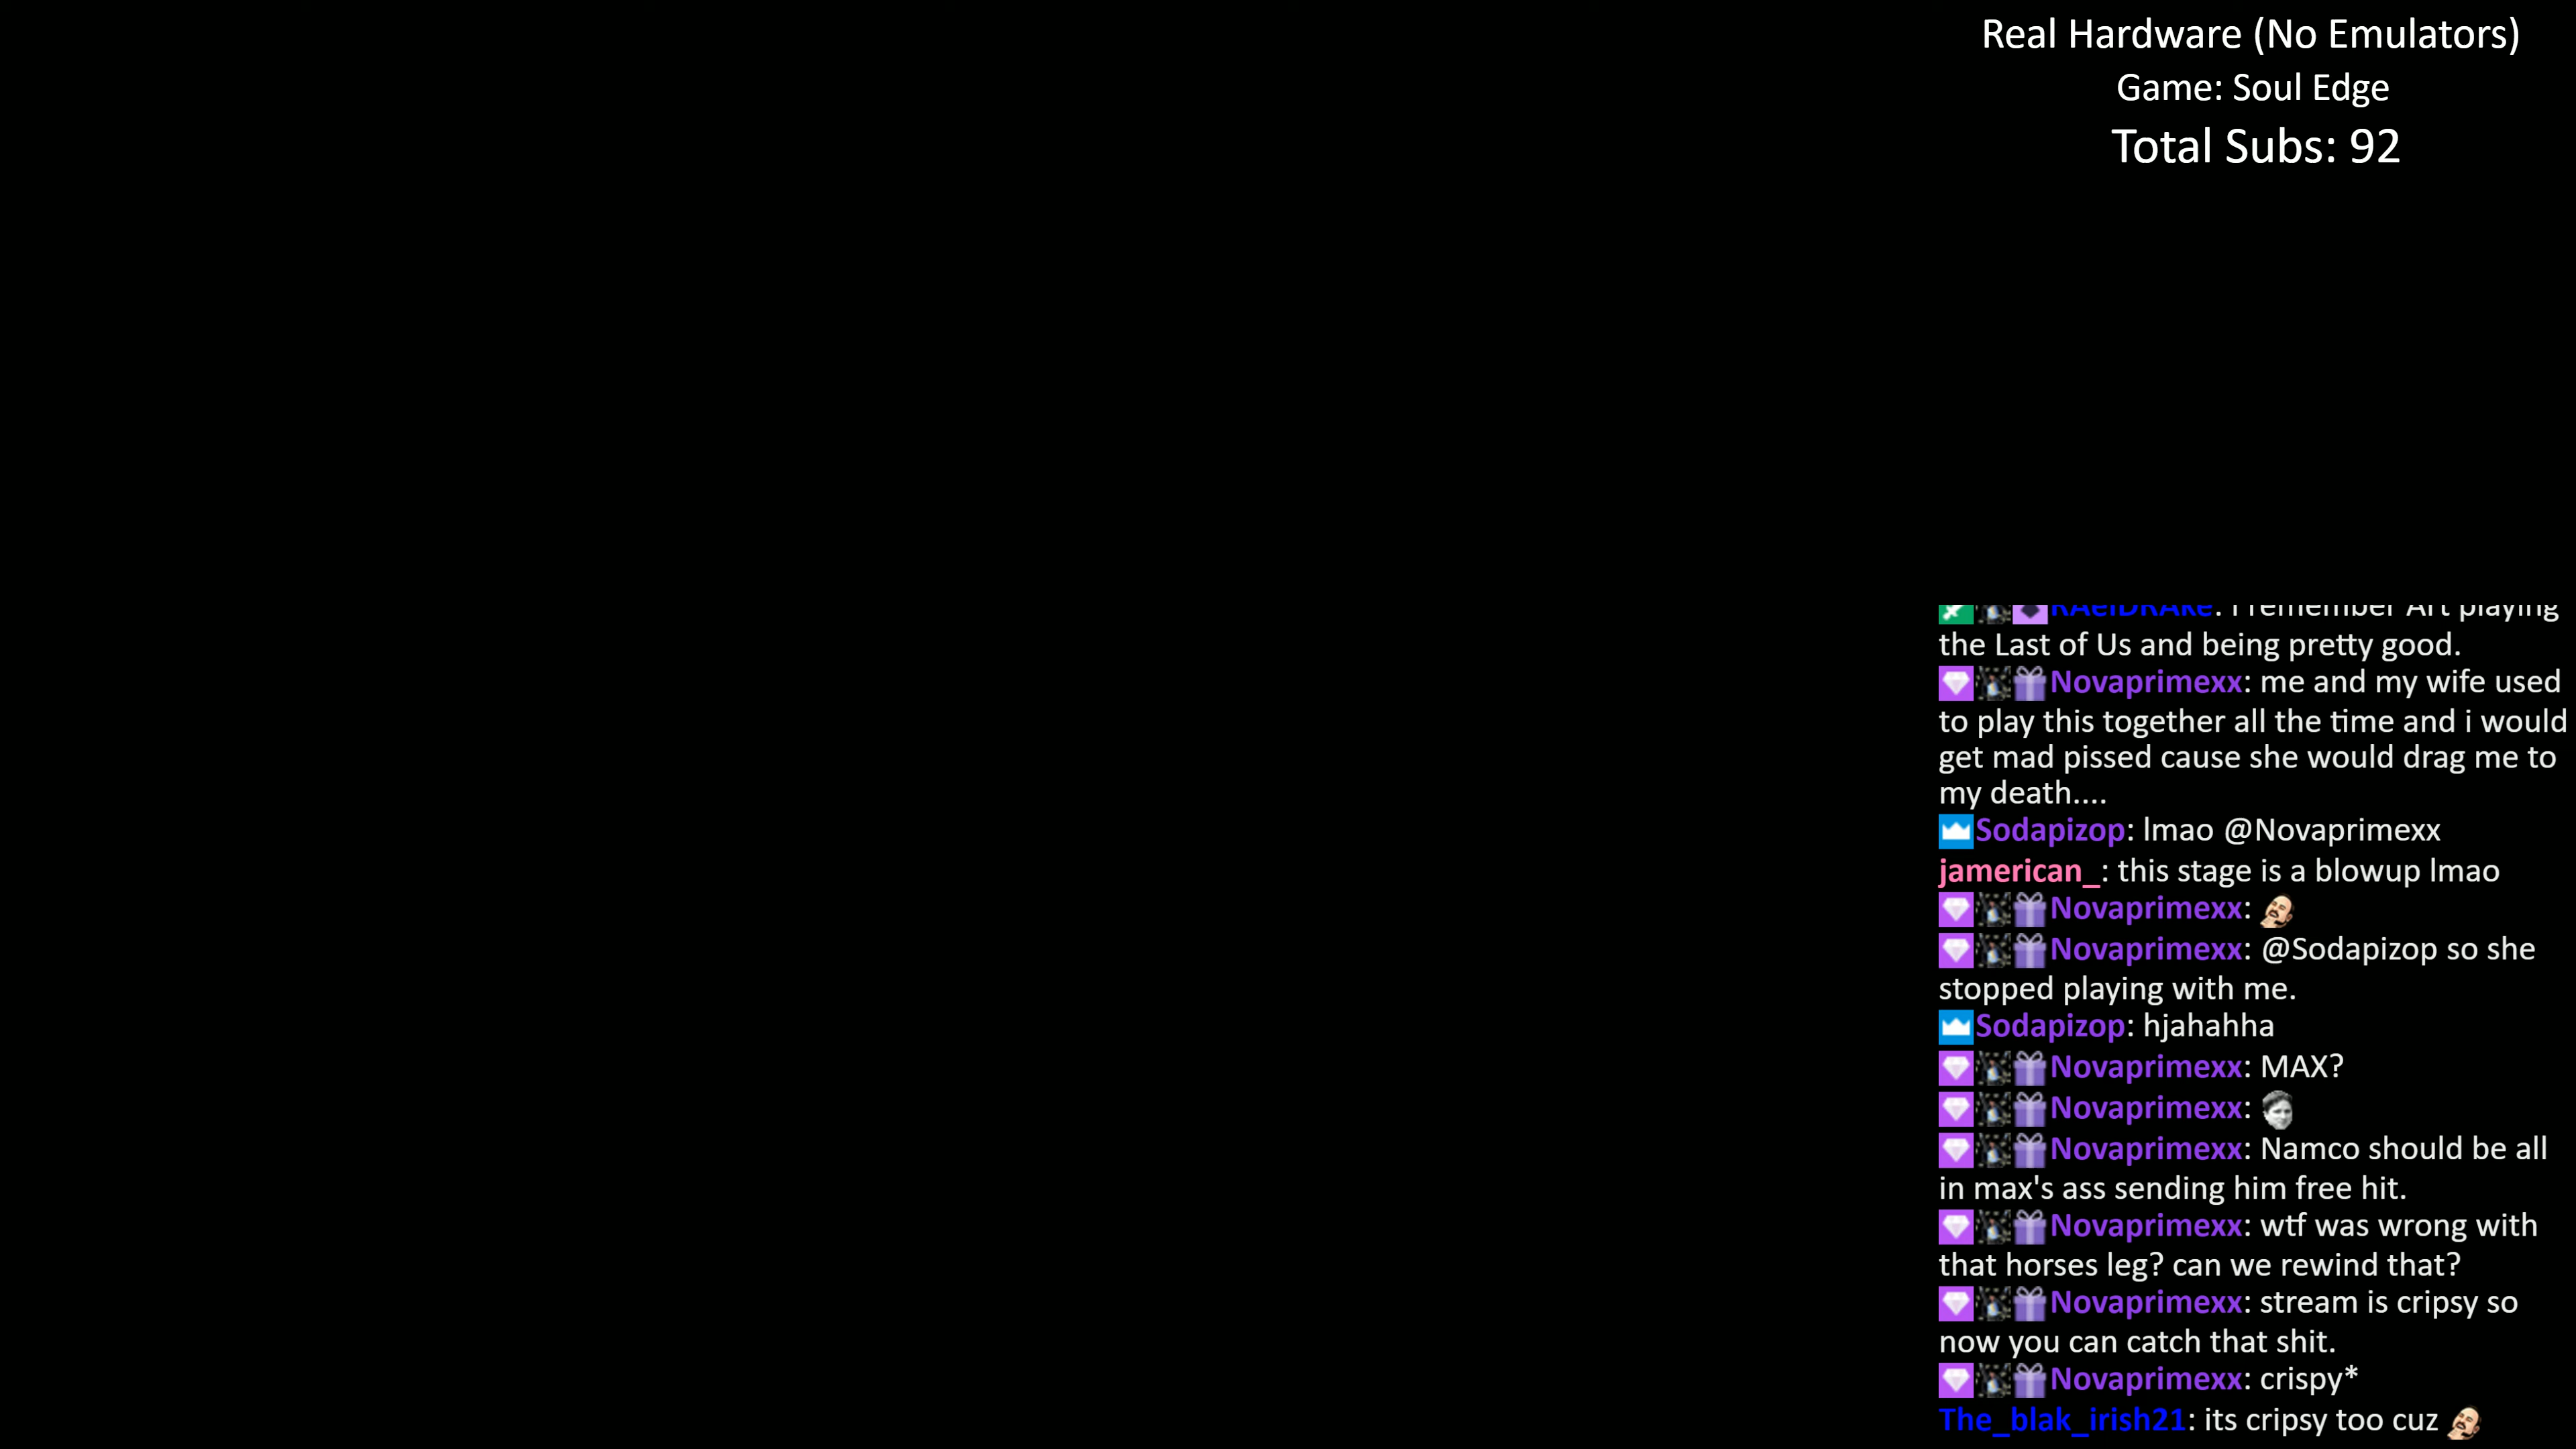 Real Hardware (No Emulators)
Game: Soul Edge
Total Subs: 92
RAelDRAke: I remember Art playing
the Last of Us and being pretty good.
Novaprimexx: me and my wife used
to play this together all the time and i would
get mad pissed cause she would drag me to
my death....
Sodapizop: lmao @Novaprimexx
jamerican_: this stage is a blowup lmao
Novaprimexx:
Novaprimexx: @Sodapizop so she
stopped playing with me.
Sodapizop: hjahahha
Novaprimexx: MAX?
Novaprimexx:
Novaprimexx: Namco should be all
in max's ass sending him free hit.
Novaprimexx: wtf was wrong with
that horses leg? can we rewind that?
Novaprimexx: stream is cripsy so
now you can catch that shit.
Novaprimexx: crispy*
The_blak_irish21: its cripsy too cuz